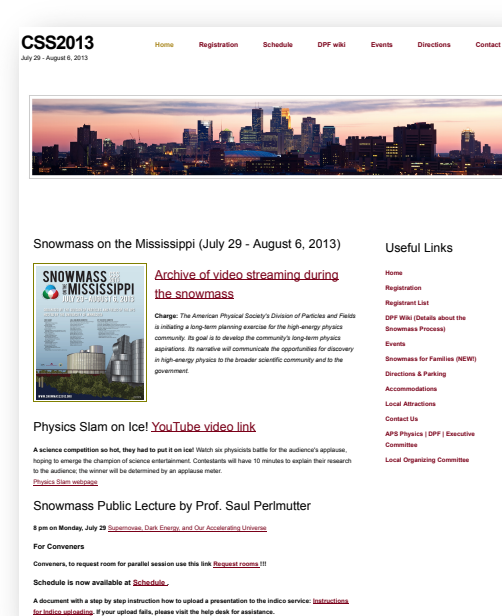 CSS2013
July 29 - August 6, 2013
Home Registration Schedule DPF wiki Events Directions Contact
Snowmass on the Mississippi (July 29 - August 6, 2013)
SNOWMASS
ON THE MISSISSIPPI
JULY 29-AUGUST 6, 2013
WWW.SNOWMASS2013.ORG
Archive of video streaming during
the snowmass
Charge: The American Physical Society's Division of Particles and Fields
is initiating a long-term planning exercise for the high-energy physics
community. Its goal is to develop the community's long-term physics
aspirations. Its narrative will communicate the opportunities for discovery
in high-energy physics to the broader scientific community and to the
government.
Physics Slam on Ice! YouTube video link
A science competition so hot, they had to put it on ice! Watch six physicists battle for the audience's applause,
hoping to emerge the champion of science entertainment. Contestants will have 10 minutes to explain their research
to the audience; the winner will be determined by an applause meter.
Physics Slam webpage
Snowmass Public Lecture by Prof. Saul Perlmutter
8 pm on Monday, July 29 Supernovae, Dark Energy, and Our Accelerating Universe
For Conveners
Conveners, to request room for parallel session use this link Request rooms !!!
Schedule is now available at Schedule .
A document with a step by step instruction how to upload a presentation to the indico service: Instructions
for Indico uploading. If your upload fails, please visit the help desk for assistance.
Useful Links
Home
Registration
Registrant List
DPF Wiki (Details about the
Snowmass Process)
Events
Snowmass for Families (NEW!)
Directions & Parking
Accommodations
Local Attractions
Contact Us
APS Physics | DPF | Executive
Committee
Local Organizing Committee